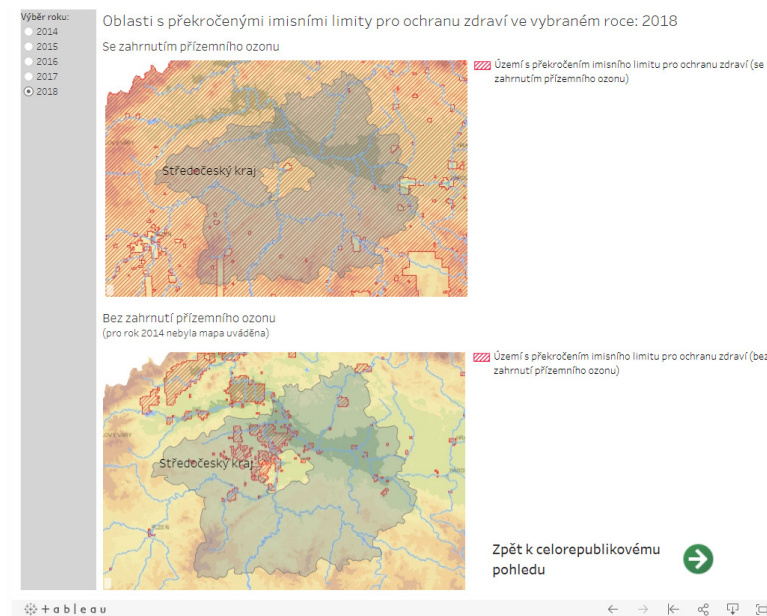 Výběr roku:
2014
2015
2016
2017
2018
Oblasti s překročenými imisními limity pro ochranu zdraví ve vybraném roce: 2018
Se zahrnutím přízemního ozonu
Středočeský kraj
Území s překročením imisního limitu pro ochranu zdraví (se
zahrnutím přízemního ozonu)
Bez zahrnutí přízemního ozonu
(pro rok 2014 nebyla mapa uváděna)
Středočeský kraj
Území s překročením imisního limitu pro ochranu zdraví (bez
zahrnutí přízemního ozonu)
Zpět k celorepublikovému
pohledu
+ a b | e a u